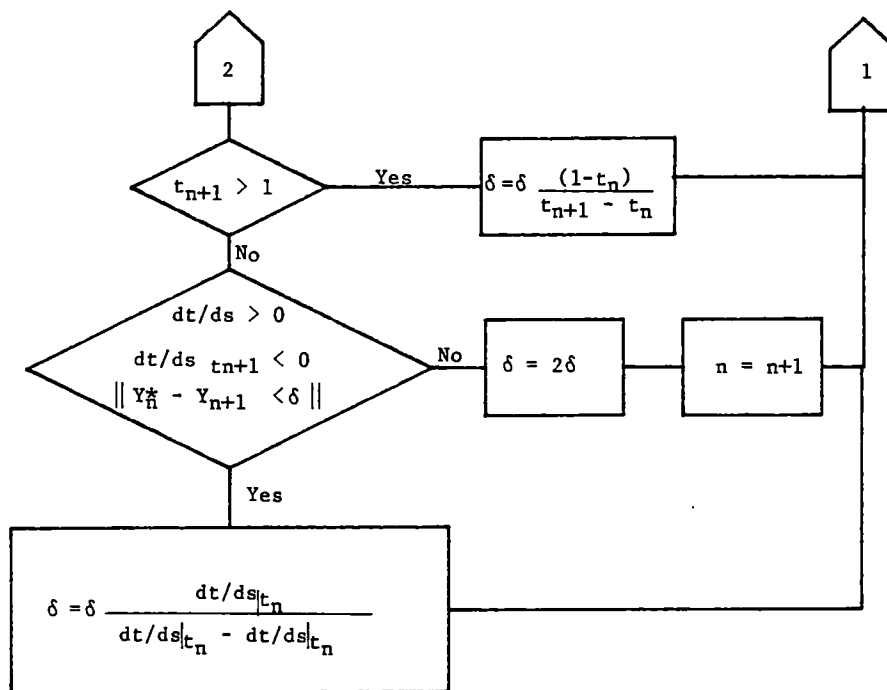 2
1
t_{n+1} > 1
Yes
δ = δ (1-t_n) / (t_{n+1} - t_n)
No
dt/ds > 0
dt/ds _{tn+1} < 0
|| Y*_n - Y_{n+1} < δ ||
No
δ = 2δ
n = n+1
Yes
δ = δ (dt/ds|_{t_n}) / (dt/ds|_{t_n} - dt/ds|_{t_n})